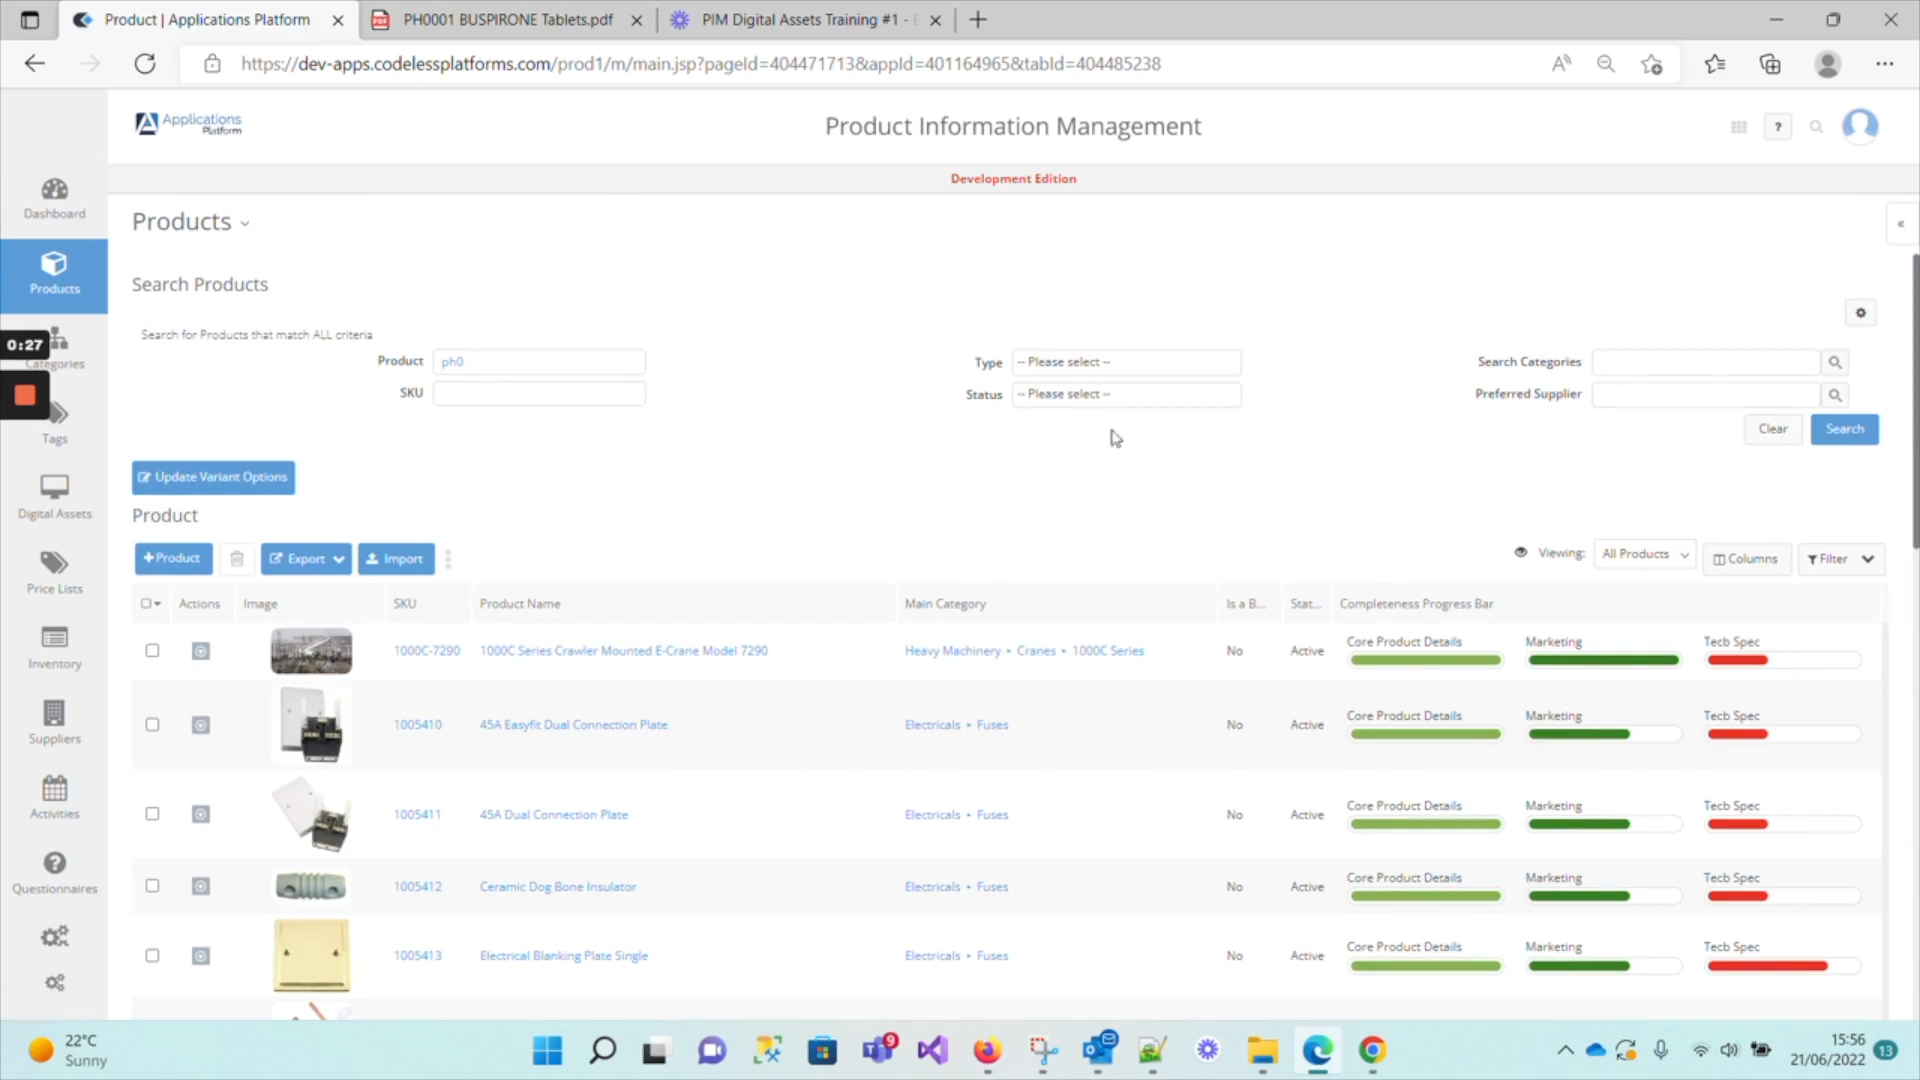 Product | Applications Platform
PH0001 BUSPIRONE Tablets.pdf
PIM Digital Assets Training #1 -
https://dev-apps.codelessplatforms.com/prod1/m/main.jsp?pageId=404471713&appId=401164965&tabId=404485238
Applications
Platform
Product Information Management
?
Development Edition
Dashboard
Products
0:27
Categories
Tags
Digital Assets
Price Lists
Inventory
Suppliers
Activities
Questionnaires
Products
Search Products
Search for Products that match ALL criteria
Product ph0 Type -- Please select -- Search Categories
SKU Status -- Please select -- Preferred Supplier
Clear Search
Update Variant Options
Product
+Product Export Import Viewing: All Products Columns Filter
Actions Image SKU Product Name Main Category Is a B... Stat... Completeness Progress Bar
1000C-7290 1000C Series Crawler Mounted E-Crane Model 7290 Heavy Machinery ▸ Cranes ▸ 1000C Series No Active Core Product Details Marketing Tecb Spec
1005410 45A Easyfit Dual Connection Plate Electricals ▸ Fuses No Active Core Product Details Marketing Tecb Spec
1005411 45A Dual Connection Plate Electricals ▸ Fuses No Active Core Product Details Marketing Tecb Spec
1005412 Ceramic Dog Bone Insulator Electricals ▸ Fuses No Active Core Product Details Marketing Tecb Spec
1005413 Electrical Blanking Plate Single Electricals ▸ Fuses No Active Core Product Details Marketing Tecb Spec
22°C
Sunny
9
15:56
21/06/2022
13